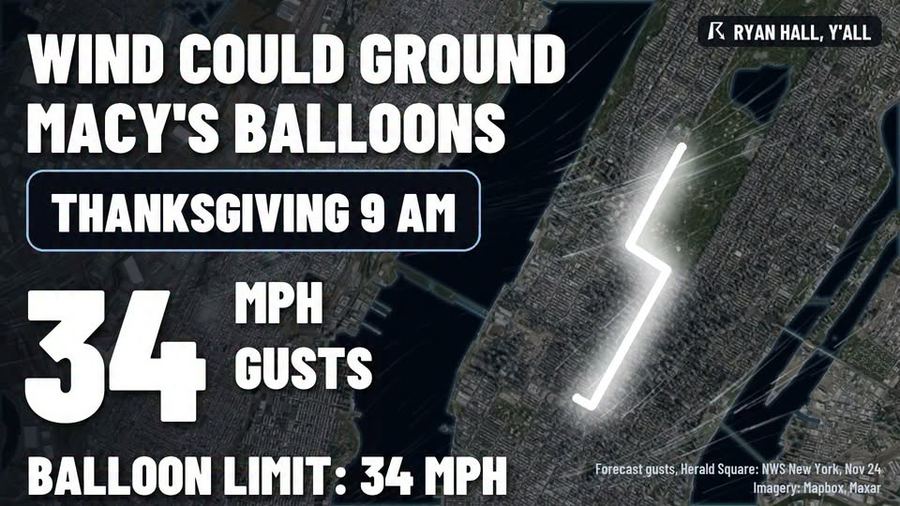 WIND COULD GROUND
MACY'S BALLOONS
THANKSGIVING 9 AM
34 MPH
GUSTS
BALLOON LIMIT: 34 MPH
RYAN HALL, Y'ALL
Forecast gusts, Herald Square: NWS New York, Nov 24
Imagery: Mapbox, Maxar